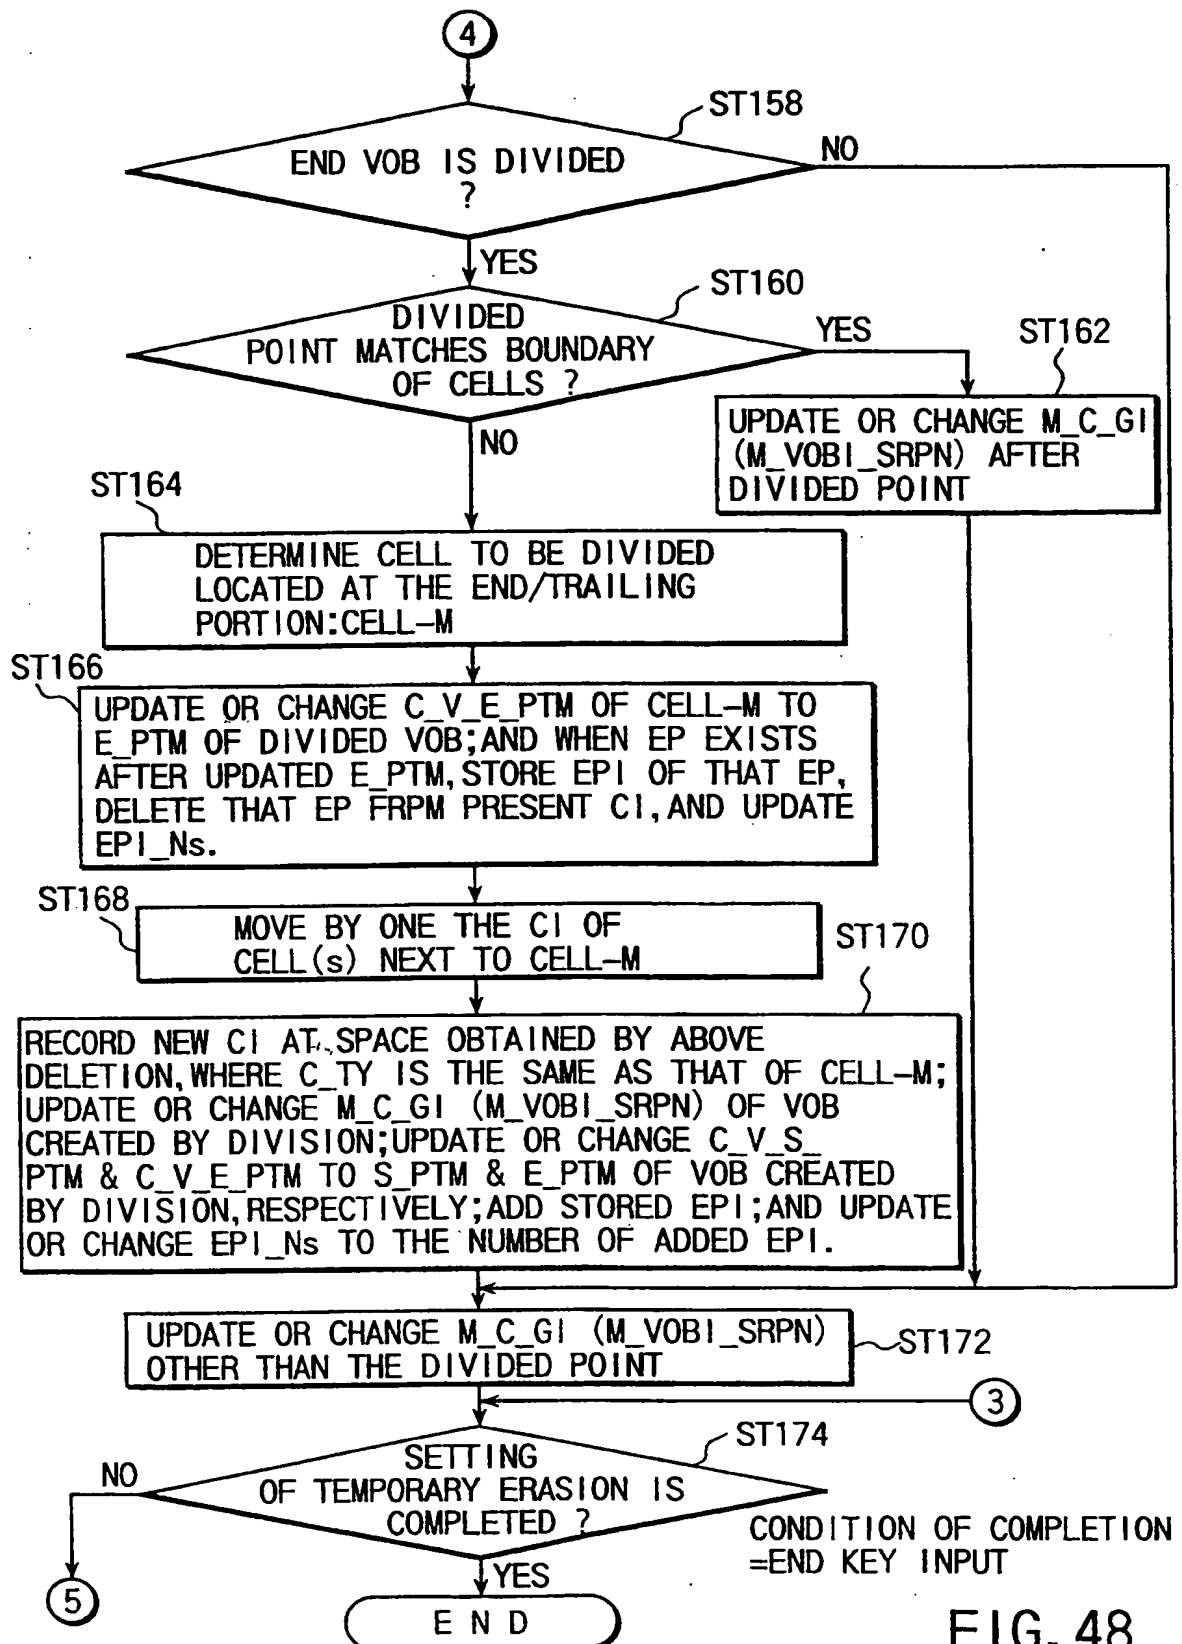 4
ST158
END VOB IS DIVIDED
?
NO
YES
ST160
DIVIDED
POINT MATCHES BOUNDARY
OF CELLS ?
YES
ST162
UPDATE OR CHANGE M_C_GI
(M_VOBI_SRPN) AFTER
DIVIDED POINT
NO
ST164
DETERMINE CELL TO BE DIVIDED
LOCATED AT THE END/TRAILING
PORTION:CELL-M
ST166
UPDATE OR CHANGE C_V_E_PTM OF CELL-M TO
E_PTM OF DIVIDED VOB;AND WHEN EP EXISTS
AFTER UPDATED E_PTM,STORE EPI OF THAT EP,
DELETE THAT EP FRPM PRESENT CI,AND UPDATE
EPI_Ns.
ST168
MOVE BY ONE THE CI OF
CELL(s) NEXT TO CELL-M
ST170
RECORD NEW CI AT SPACE OBTAINED BY ABOVE
DELETION,WHERE C_TY IS THE SAME AS THAT OF CELL-M;
UPDATE OR CHANGE M_C_GI (M_VOBI_SRPN) OF VOB
CREATED BY DIVISION;UPDATE OR CHANGE C_V_S_
PTM & C_V_E_PTM TO S_PTM & E_PTM OF VOB CREATED
BY DIVISION,RESPECTIVELY;ADD STORED EPI;AND UPDATE
OR CHANGE EPI_Ns TO THE NUMBER OF ADDED EPI.
UPDATE OR CHANGE M_C_GI (M_VOBI_SRPN)
OTHER THAN THE DIVIDED POINT
ST172
3
ST174
SETTING
OF TEMPORARY ERASION IS
COMPLETED ?
NO
CONDITION OF COMPLETION
=END KEY INPUT
5
YES
END
FIG. 48